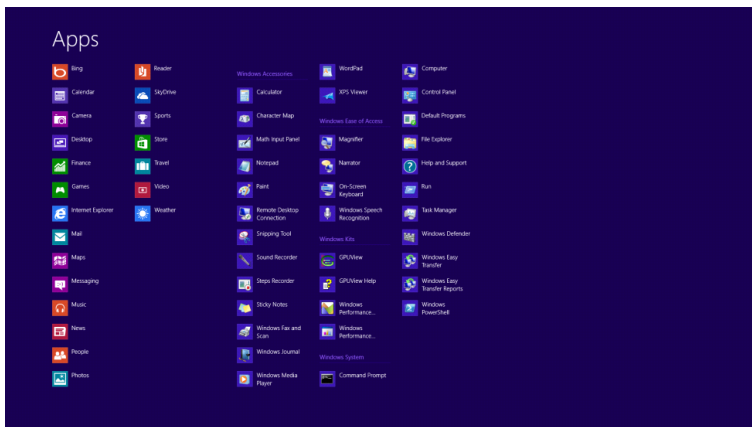 Apps
Bing
Calendar
Camera
Desktop
Finance
Games
Internet Explorer
Mail
Maps
Messaging
Music
News
People
Photos
Reader
SkyDrive
Sports
Store
Travel
Video
Weather
Windows Accessories
Calculator
Character Map
Math Input Panel
Notepad
Paint
Remote Desktop
Connection
Snipping Tool
Sound Recorder
Steps Recorder
Sticky Notes
Windows Fax and
Scan
Windows Journal
Windows Media
Player
WordPad
XPS Viewer
Windows Ease of Access
Magnifier
Narrator
On-Screen
Keyboard
Windows Speech
Recognition
Windows Kits
GPUView
GPUView Help
Windows
Performance...
Windows
Performance...
Windows System
Command Prompt
Computer
Control Panel
Default Programs
File Explorer
Help and Support
Run
Task Manager
Windows Defender
Windows Easy
Transfer
Windows Easy
Transfer Reports
Windows
PowerShell